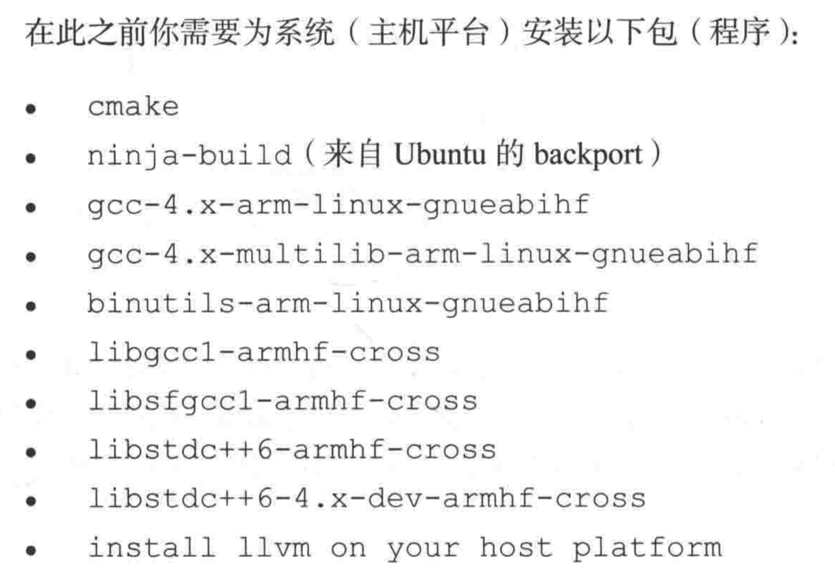 在此之前你需要为系统（主机平台）安装以下包（程序）：
• cmake
• ninja-build（来自 Ubuntu 的 backport）
• gcc-4.x-arm-linux-gnueabihf
• gcc-4.x-multilib-arm-linux-gnueabihf
• binutils-arm-linux-gnueabihf
• libgcc1-armhf-cross
• libsfgcc1-armhf-cross
• libstdc++6-armhf-cross
• libstdc++6-4.x-dev-armhf-cross
• install llvm on your host platform